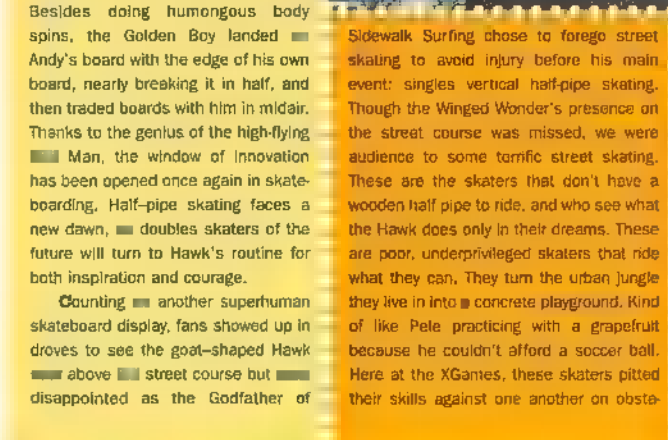 Besides doing humongous body
spins, the Golden Boy landed
Andy's board with the edge of his own
board, nearly breaking it in half, and
then traded boards with him in midair.
Thanks to the genius of the high-flying
Man, the window of innovation
has been opened once again in skate-
boarding. Half-pipe skating faces a
new dawn, doubles skaters of the
future will turn to Hawk's routine for
both inspiration and courage.
Counting another superhuman
skateboard display, fans showed up in
droves to see the goat-shaped Hawk
above street course but
disappointed as the Godfather of
Sidewalk Surfing chose to forego street
skating to avoid injury before his main
event: singles vertical half-pipe skating.
Though the Winged Wonder's presence on
the street course was missed, we were
audience to some terrific street skating.
These are the skaters that don't have a
wooden half pipe to ride, and who see what
the Hawk does only in their dreams. These
are poor, underprivileged skaters that ride
what they can. They turn the urban jungle
they live in into concrete playground. Kind
of like Pele practicing with a grapefruit
because he couldn't afford a soccer ball.
Here at the XGames, these skaters pitted
their skills against one another on obsta-